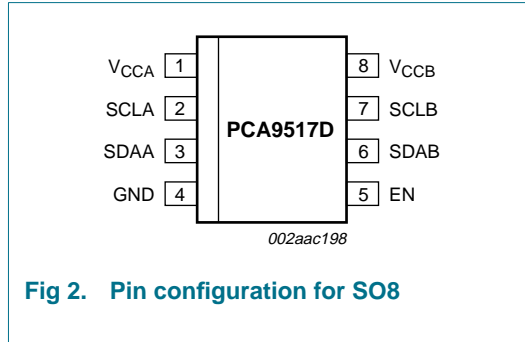 VCCA 1
8 VCCB
SCLA 2
7 SCLB
PCA9517D
SDAA 3
6 SDAB
GND 4
5 EN
002aac198
Fig 2. Pin configuration for SO8